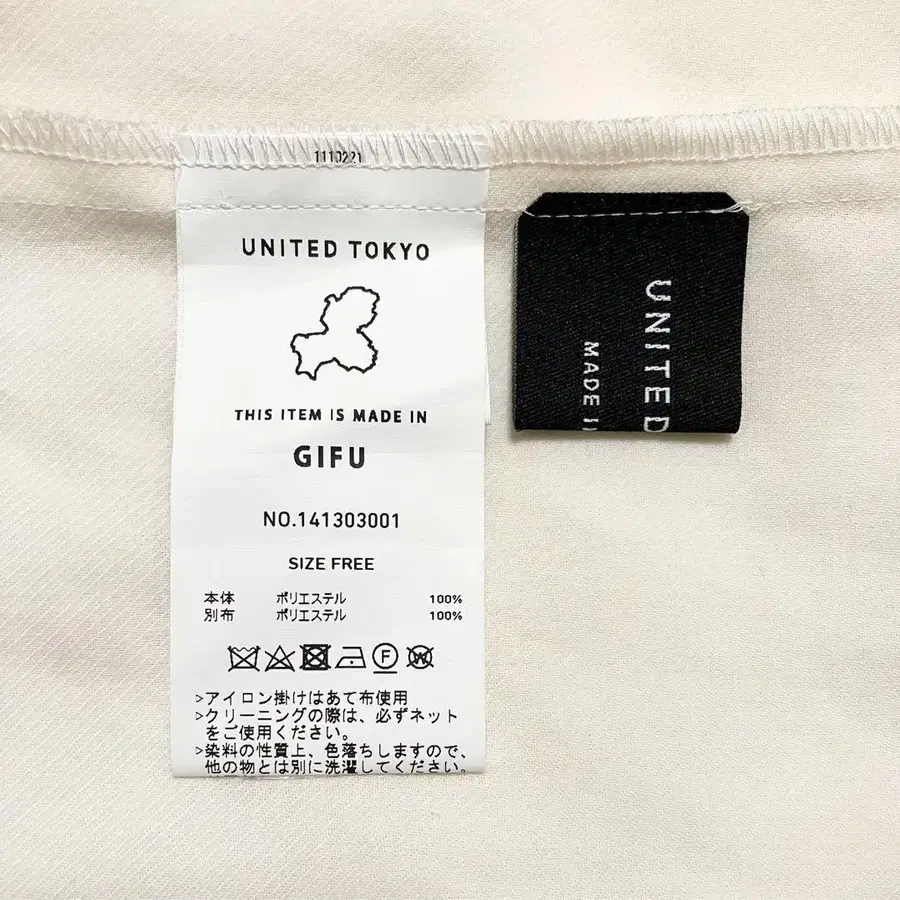 1110221
UNITED TOKYO
THIS ITEM IS MADE IN
GIFU
NO.141303001
SIZE FREE
本体 ポリエステル 100%
別布 ポリエステル 100%
F W
▷アイロン掛けはあて布使用
▷クリーニングの際は、必ずネット
をご使用ください。
▷染料の性質上、色落ちしますので、
他の物とは別に洗濯してください。
UNITED
MADE I